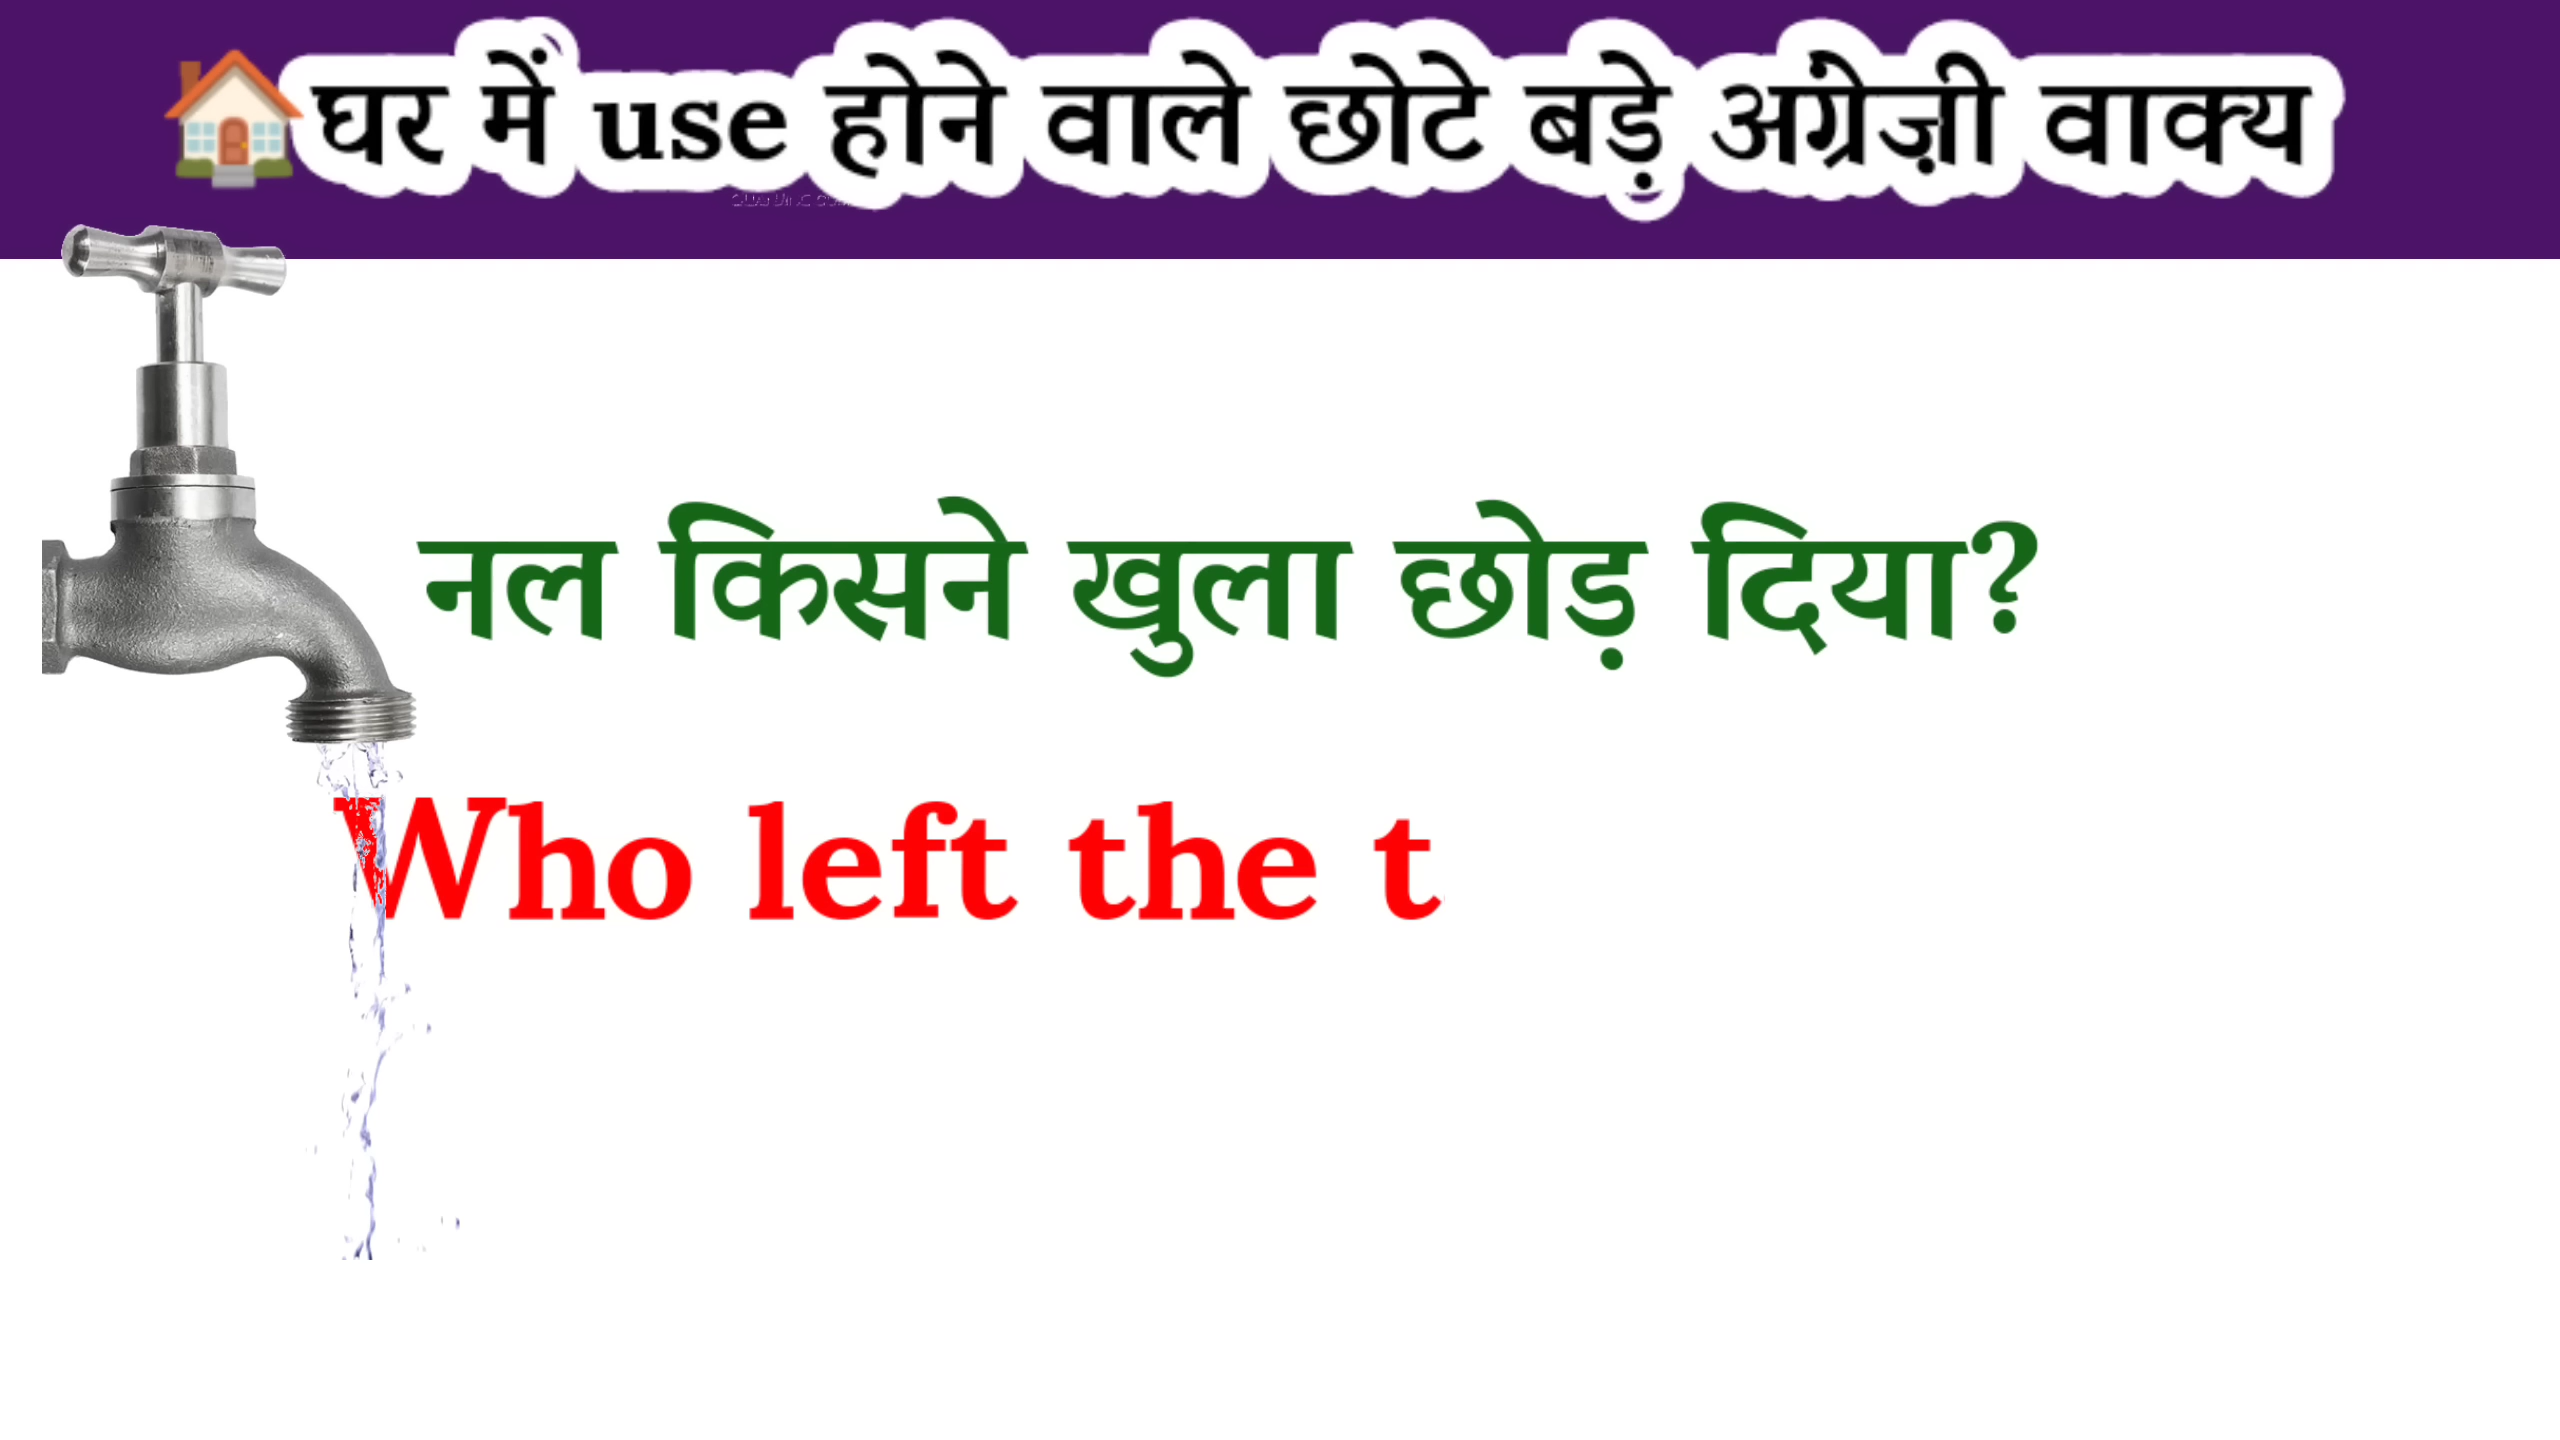 घर में use होने वाले छोटे बड़े अंग्रेज़ी वाक्य
नल किसने खुला छोड़ दिया?
Who left the t